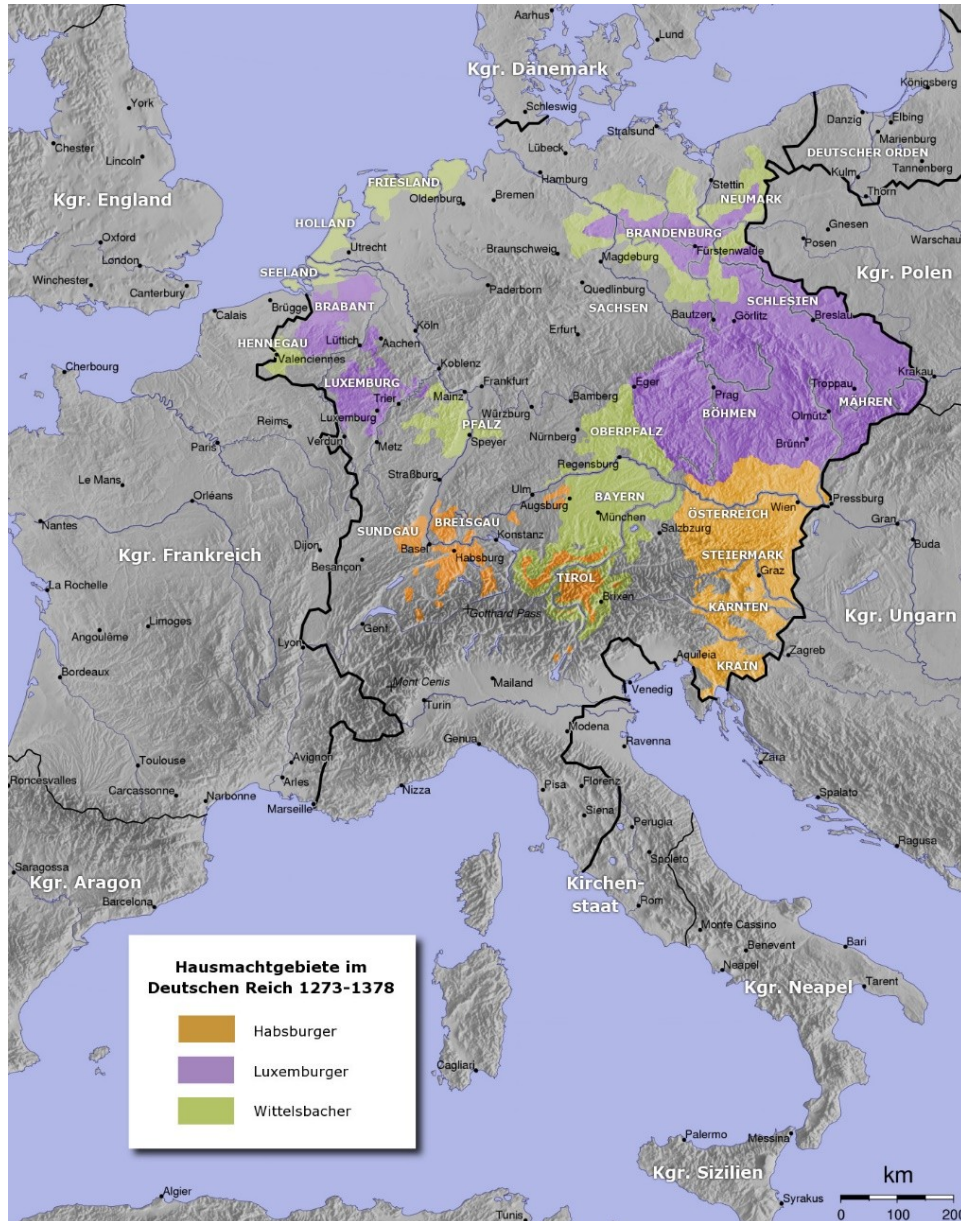 Aarhus
Lund
Kgr. Dänemark
Königsberg
York
Schleswig
Danzig
Elbing
Marienburg
Stralsund
Chester
Lincoln
Lübeck
DEUTSCHER ORDEN
Tannenberg
Hamburg
Stettin
Kulm
FRIESLAND
Oldenburg
Bremen
NEUMARK
Thorn
Kgr. England
HOLLAND
BRANDENBURG
Gnesen
Oxford
Utrecht
Braunschweig
Fürstenwalde
Posen
Warschau
London
Magdeburg
Winchester
Canterbury
SEELAND
Paderborn
Quedlinburg
Kgr. Polen
BRABANT
SACHSEN
SCHLESIEN
Brügge
Calais
Bautzen
Görlitz
Breslau
Köln
Erfurt
HENNEGAU
Lüttich
Aachen
Valenciennes
Cherbourg
Koblenz
Krakau
LUXEMBURG
Frankfurt
Eger
Prag
Troppau
Trier
Mainz
Bamberg
MÄHREN
Luxemburg
Würzburg
BÖHMEN
Olmütz
Reims
PFALZ
Nürnberg
OBERPFALZ
Verdun
Metz
Speyer
Brünn
Paris
Regensburg
Le Mans
Straßburg
Orléans
Ulm
Augsburg
BAYERN
Wien
Pressburg
Nantes
SUNDGAU
BREISGAU
München
ÖSTERREICH
Gran
Salzbzurg
Kgr. Frankreich
Dijon
Basel
Konstanz
Buda
Besançon
Habsburg
STEIERMARK
La Rochelle
TIROL
Graz
Brixen
KÄRNTEN
Kgr. Ungarn
Gotthard Pass
Limoges
Genf
Angoulême
Lyon
Aquileia
Zagreb
KRAIN
Bordeaux
Mont Cenis
Mailand
Venedig
Turin
Modena
Genua
Ravenna
Toulouse
Avignon
Zara
Roncesvalles
Arles
Nizza
Pisa
Florenz
Carcassonne
Narbonne
Marseille
Spalato
Siena
Perugia
Ragusa
Spoleto
Saragossa
Kgr. Aragon
Kirchen-
staat
Barcelona
Rom
Monte Cassino
Benevent
Bari
Neapel
Kgr. Neapel
Tarent
Hausmachtgebiete im
Deutschen Reich 1273-1378
Habsburger
Luxemburger
Wittelsbacher
Cagliari
Palermo
Messina
Kgr. Sizilien
km
Algier
Syrakus
Tunis
0 100 200